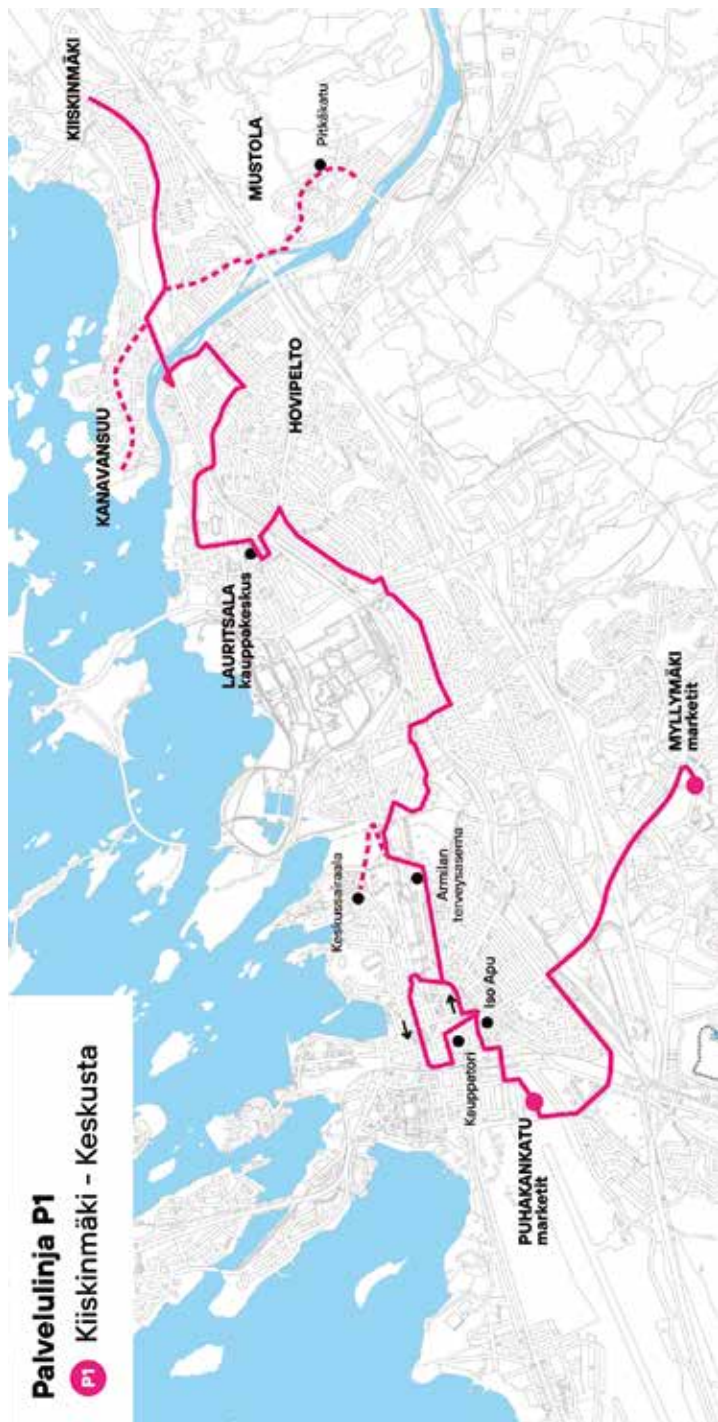 Palvelulinja P1
P1 Kiiskinmäki – Keskusta
KIISKINMÄKI
MUSTOLA
Pitkäkatu
KANAVANSUU
HOVIPELTO
LAURITSALA
kauppakeskus
MYLLYMÄKI
marketit
Keskussairaala
Armilan
terveysasema
Iso Apu
Kauppatori
PUHAKANKATU
marketit